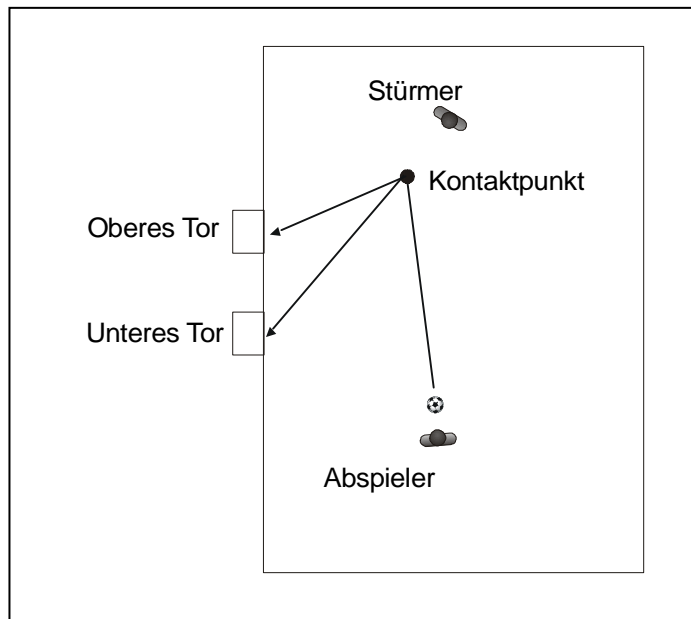 Stürmer
Kontaktpunkt
Oberes Tor
Unteres Tor
Abspieler